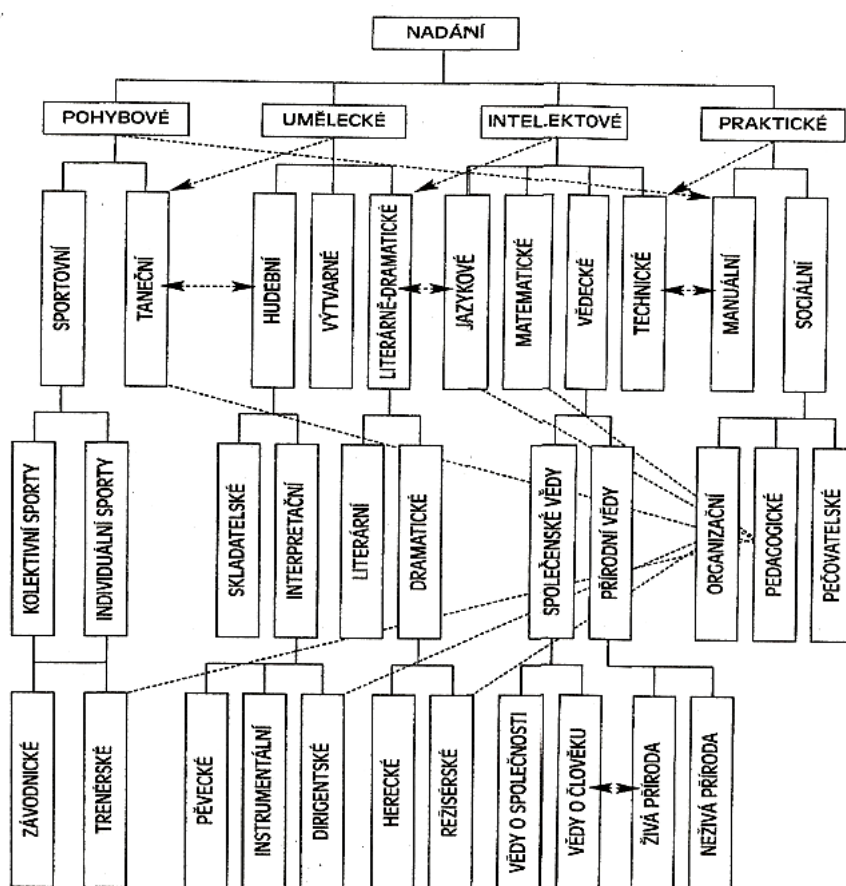 NADÁNÍ
POHYBOVÉ
UMĚLECKÉ
INTELEKTOVÉ
PRAKTICKÉ
SPORTOVNÍ
TANEČNÍ
HUDEBNÍ
VÝTVARNÉ
LITERÁRNĚ-DRAMATICKÉ
JAZYKOVÉ
MATEMATICKÉ
VĚDECKÉ
TECHNICKÉ
MANUÁLNÍ
SOCIÁLNÍ
KOLEKTIVNÍ SPORTY
INDIVIDUÁLNÍ SPORTY
SKLADATELSKÉ
INTERPRETAČNÍ
LITERÁRNÍ
DRAMATICKÉ
SPOLEČENSKÉ VĚDY
PŘÍRODNÍ VĚDY
ORGANIZAČNÍ
PEDAGOGICKÉ
PEČOVATELSKÉ
ZÁVODNICKÉ
TRENÉRSKÉ
PĚVECKÉ
INSTRUMENTÁLNÍ
DIRIGENTSKÉ
HERECKÉ
REŽISÉRSKÉ
VĚDY O SPOLEČNOSTI
VĚDY O ČLOVĚKU
ŽIVÁ PŘÍRODA
NEŽIVÁ PŘÍRODA